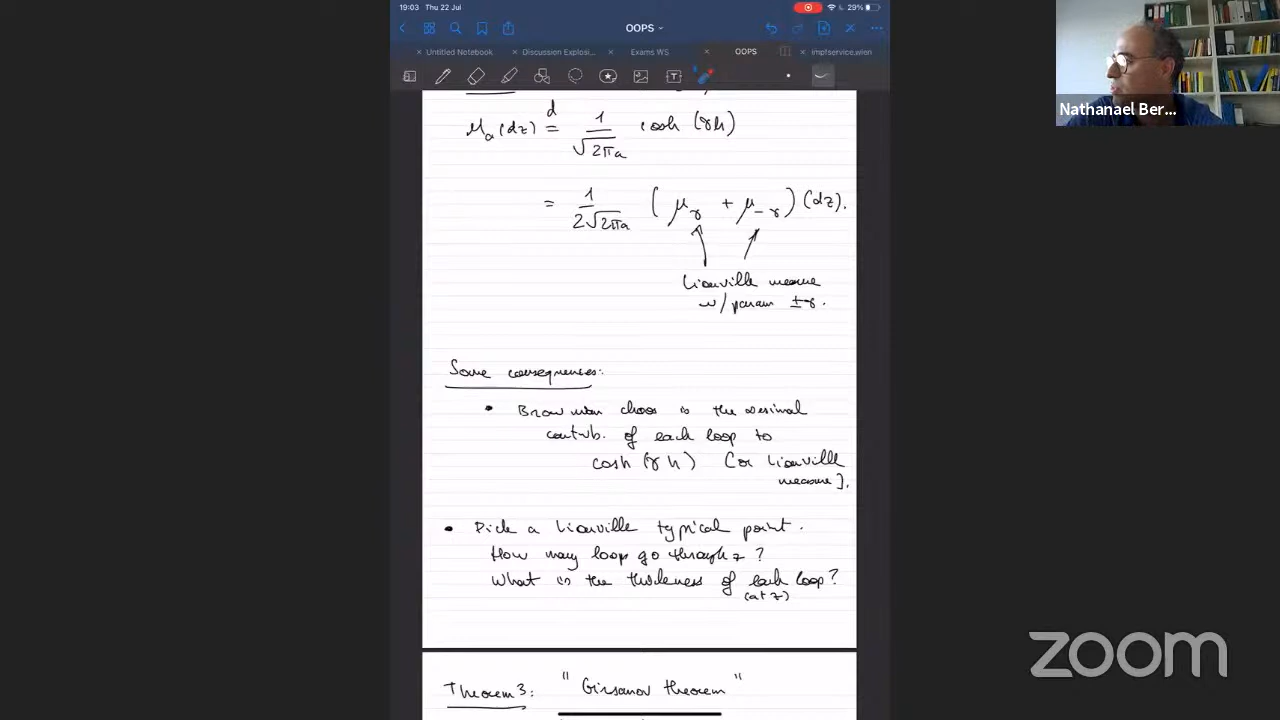 19:03 Thu 22 Jul
29%
OOPS
Untitled Notebook
Discussion Explosi...
Exams WS
OOPS
impfservice.wien
M_a(dz) =^d 1/√(2πa) cosh(γh)
= 1/(2√(2πa)) (μ_γ + μ_-γ)(dz).
Liouville measure
w/ param ±γ.
Some consequences:
• Brownian chaos is the
contrib. of each loop to
cosh(γh) [or Liouville
measure].
• Pick a Liouville typical point.
How many loop go through z?
What is the thickness of each loop?
(at z)
Theorem 3: "Girsanov theorem"
Nathanael Ber...
zoom